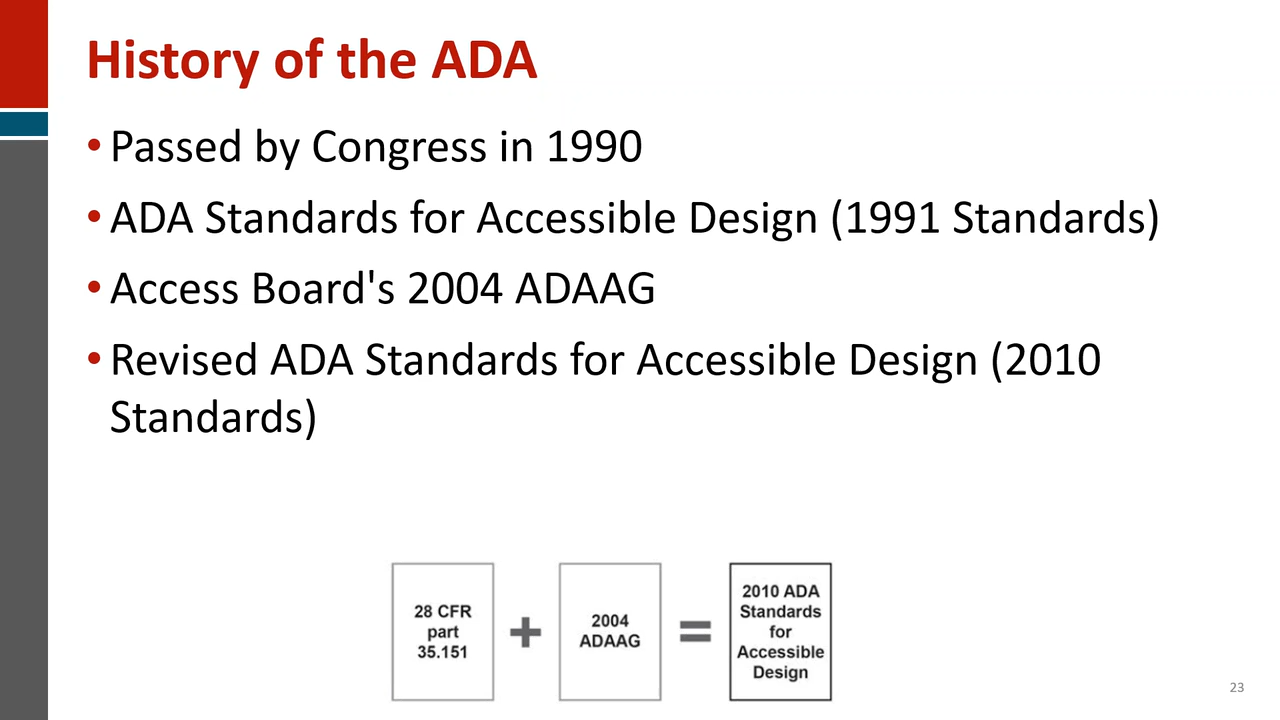 History of the ADA
• Passed by Congress in 1990
• ADA Standards for Accessible Design (1991 Standards)
• Access Board's 2004 ADAAG
• Revised ADA Standards for Accessible Design (2010
Standards)
28 CFR
part
35.151
+
2004
ADAAG
=
2010 ADA
Standards
for
Accessible
Design
23